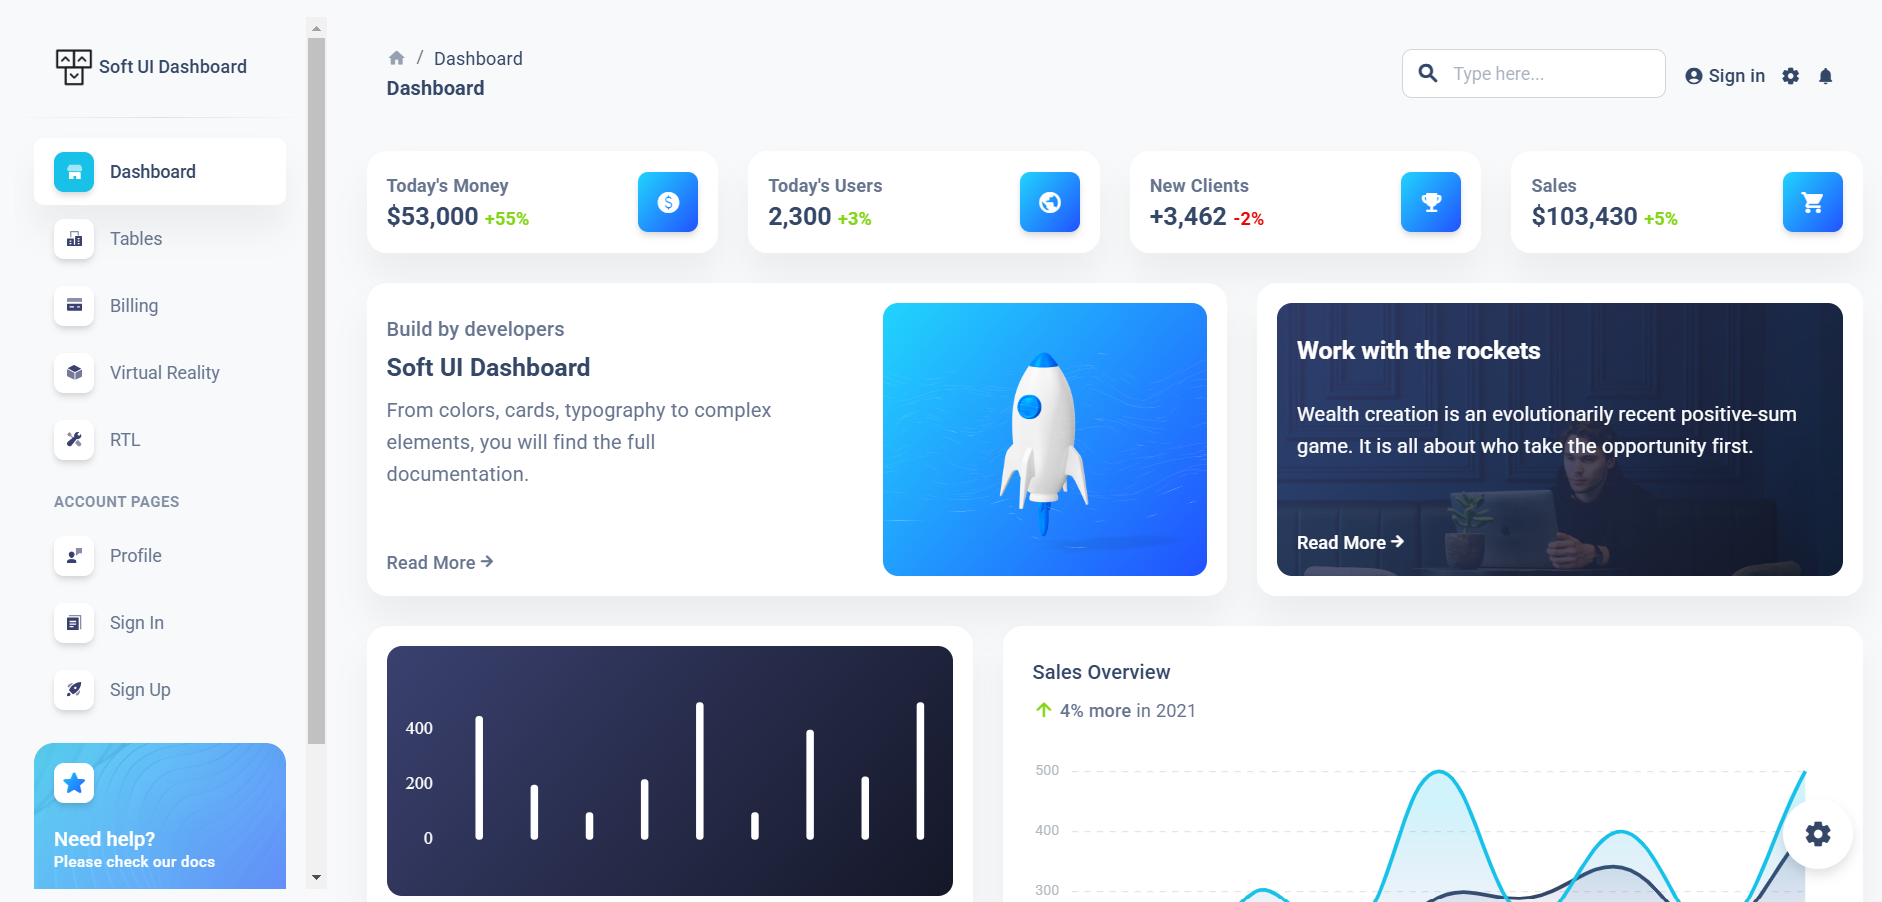 Soft UI Dashboard
Dashboard
Tables
Billing
Virtual Reality
RTL
ACCOUNT PAGES
Profile
Sign In
Sign Up
Need help?
Please check our docs
/ Dashboard
Dashboard
Type here...
Sign in
Today's Money
$53,000 +55%
Today's Users
2,300 +3%
New Clients
+3,462 -2%
Sales
$103,430 +5%
Build by developers
Soft UI Dashboard
From colors, cards, typography to complex
elements, you will find the full
documentation.
Read More
Work with the rockets
Wealth creation is an evolutionarily recent positive-sum
game. It is all about who take the opportunity first.
Read More
400
200
0
Sales Overview
4% more in 2021
500
400
300